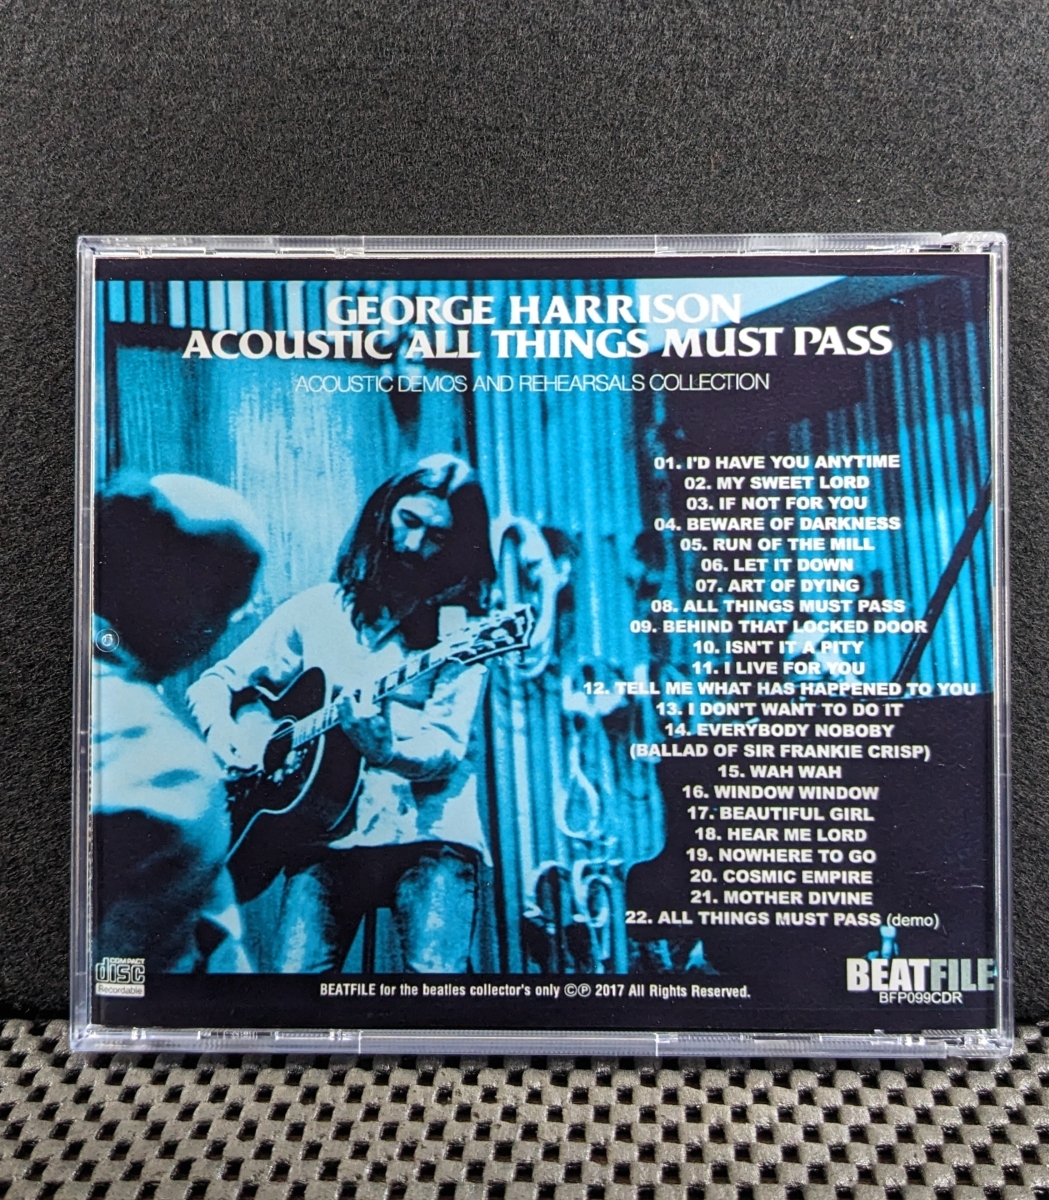 GEORGE HARRISON
ACOUSTIC ALL THINGS MUST PASS
ACOUSTIC DEMOS AND REHEARSALS COLLECTION
01. I'D HAVE YOU ANYTIME
02. MY SWEET LORD
03. IF NOT FOR YOU
04. BEWARE OF DARKNESS
05. RUN OF THE MILL
06. LET IT DOWN
07. ART OF DYING
08. ALL THINGS MUST PASS
09. BEHIND THAT LOCKED DOOR
10. ISN'T IT A PITY
11. I LIVE FOR YOU
12. TELL ME WHAT HAS HAPPENED TO YOU
13. I DON'T WANT TO DO IT
14. EVERYBODY NOBOBY
(BALLAD OF SIR FRANKIE CRISP)
15. WAH WAH
16. WINDOW WINDOW
17. BEAUTIFUL GIRL
18. HEAR ME LORD
19. NOWHERE TO GO
20. COSMIC EMPIRE
21. MOTHER DIVINE
22. ALL THINGS MUST PASS (demo)
COMPACT
disc
Recordable
BEATFILE for the beatles collector's only ©℗ 2017 All Rights Reserved.
BEATFILE
BFP099CDR